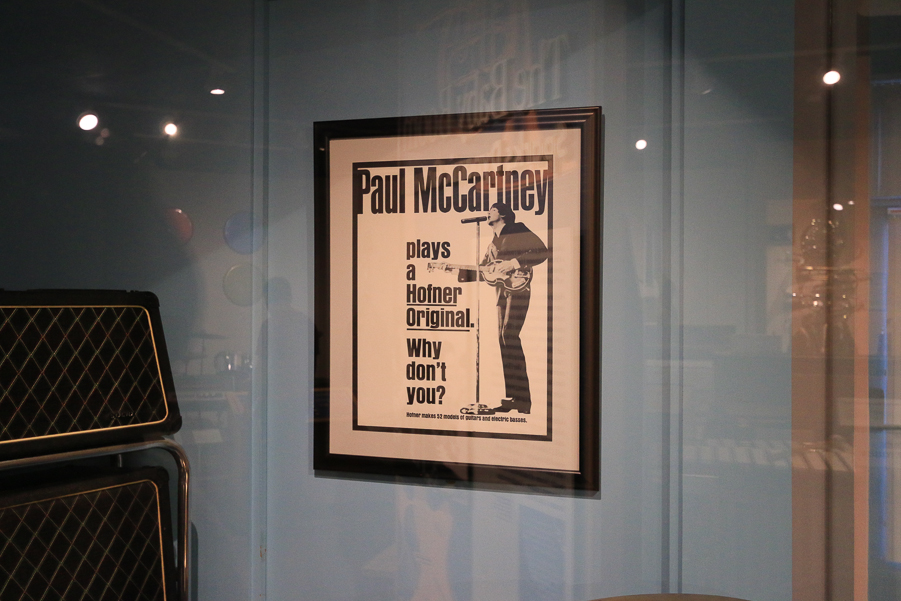 Paul McCartney
plays
a
Hofner
Original.
Why
don't
you?
Hofner makes 52 models of guitars and electric basses.